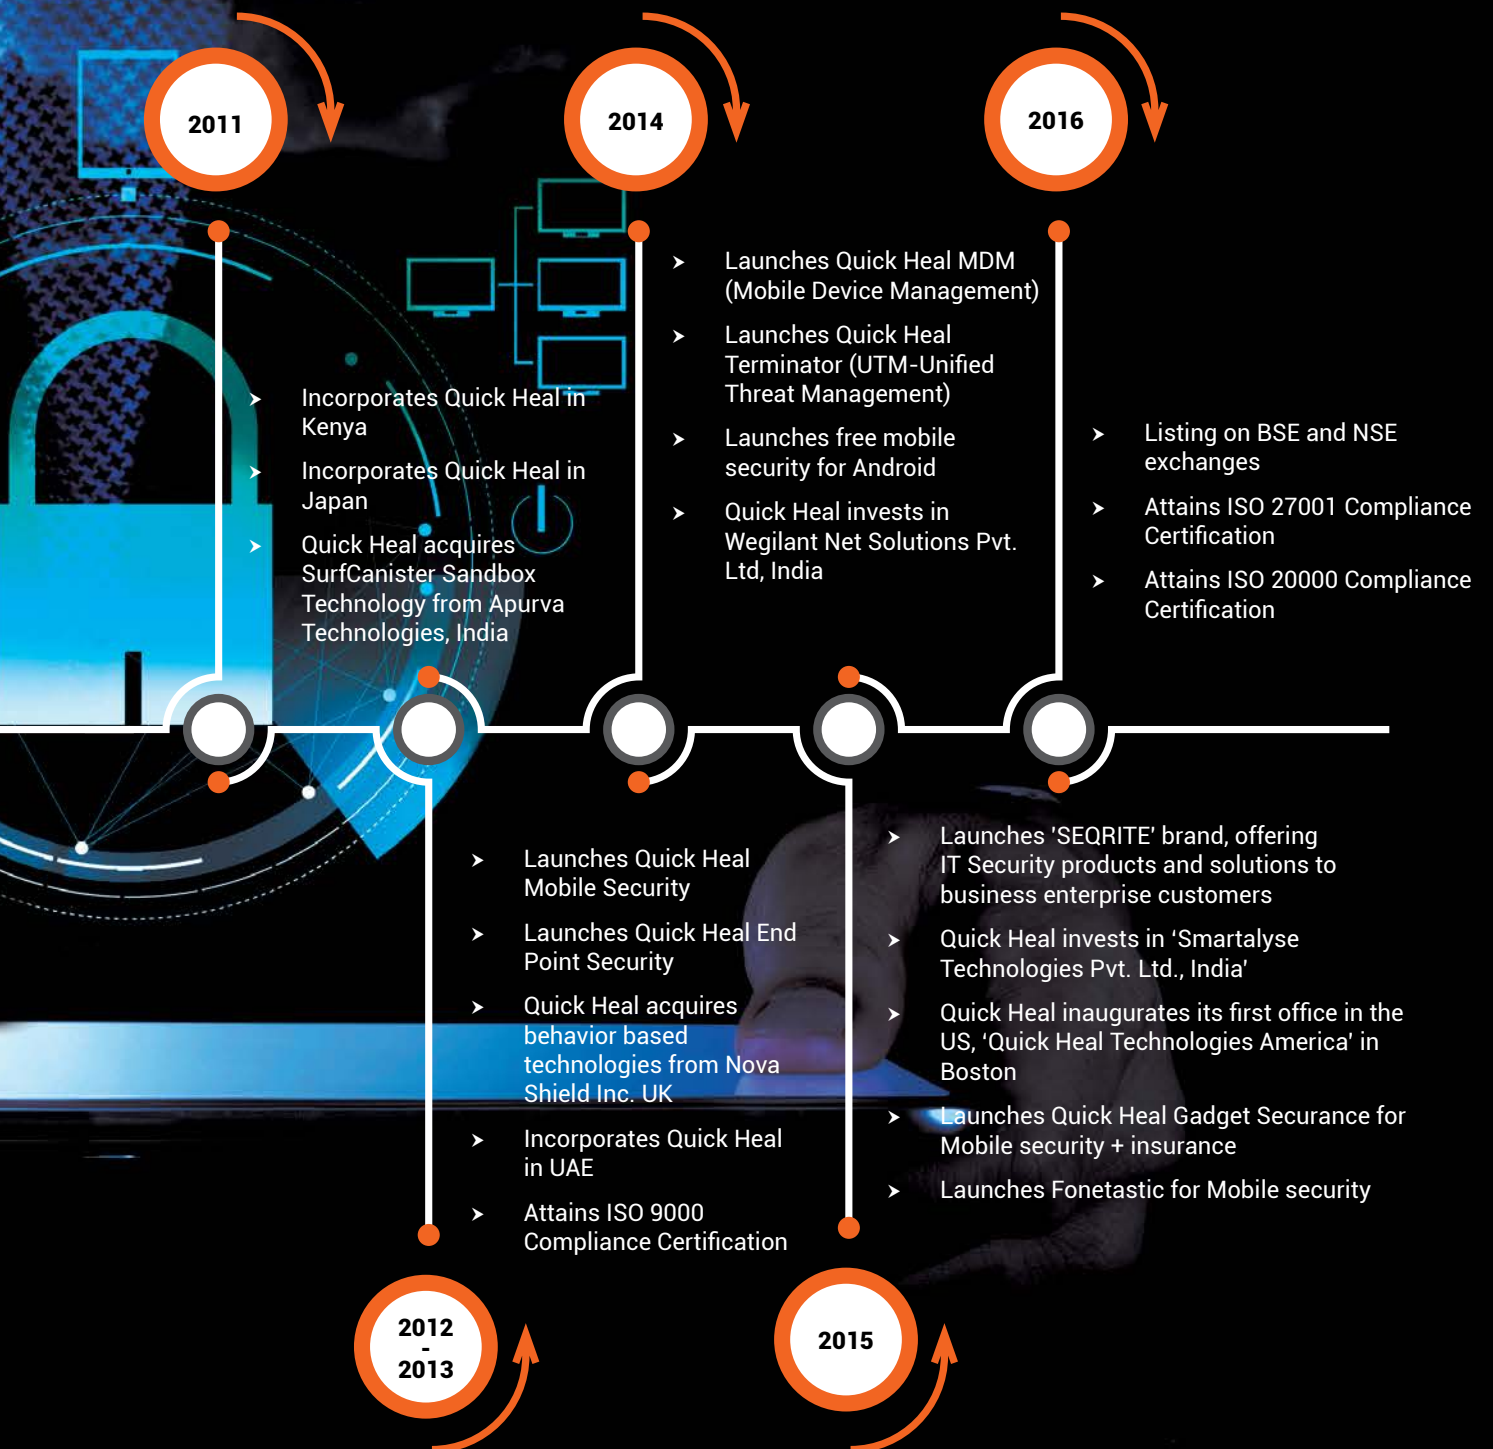 2011
Incorporates Quick Heal in
Kenya
Incorporates Quick Heal in
Japan
Quick Heal acquires
SurfCanister Sandbox
Technology from Apurva
Technologies, India
2012
-
2013
Launches Quick Heal
Mobile Security
Launches Quick Heal End
Point Security
Quick Heal acquires
behavior based
technologies from Nova
Shield Inc. UK
Incorporates Quick Heal
in UAE
Attains ISO 9000
Compliance Certification
2014
Launches Quick Heal MDM
(Mobile Device Management)
Launches Quick Heal
Terminator (UTM-Unified
Threat Management)
Launches free mobile
security for Android
Quick Heal invests in
Wegilant Net Solutions Pvt.
Ltd, India
2015
Launches 'SEQRITE' brand, offering
IT Security products and solutions to
business enterprise customers
Quick Heal invests in ‘Smartalyse
Technologies Pvt. Ltd., India’
Quick Heal inaugurates its first office in the
US, ‘Quick Heal Technologies America’ in
Boston
Launches Quick Heal Gadget Securance for
Mobile security + insurance
Launches Fonetastic for Mobile security
2016
Listing on BSE and NSE
exchanges
Attains ISO 27001 Compliance
Certification
Attains ISO 20000 Compliance
Certification